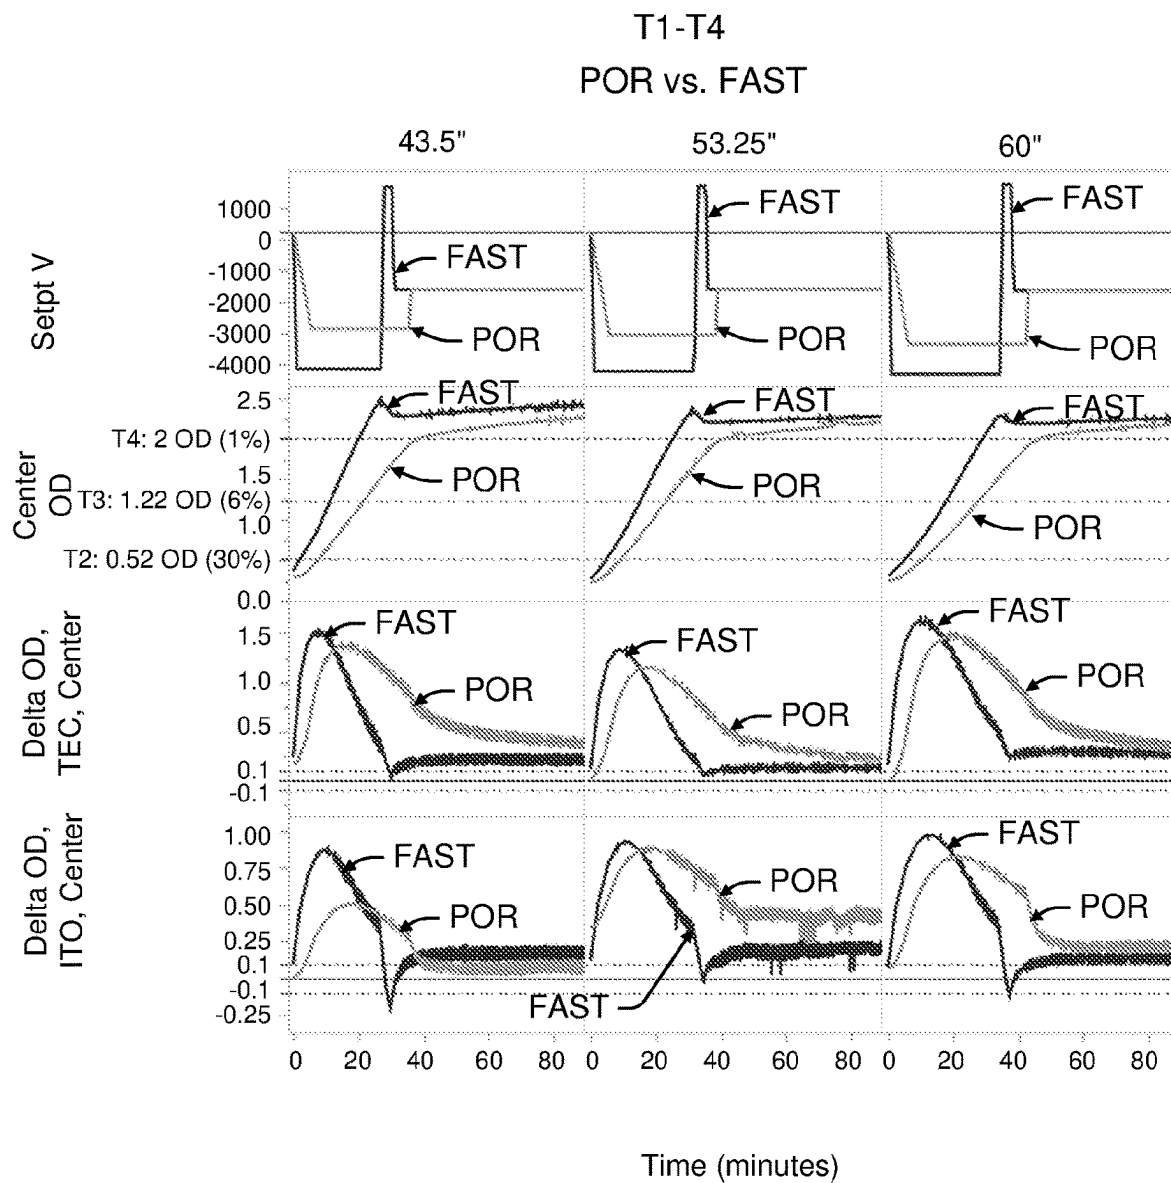 T1-T4
POR vs. FAST
43.5"
53.25"
60"
Setpt V
1000
0
-1000
-2000
-3000
-4000
FAST
FAST
POR
FAST
POR
FAST
POR
Center
OD
2.5
T4: 2 OD (1%)
1.5
T3: 1.22 OD (6%)
1.0
T2: 0.52 OD (30%)
0.0
FAST
POR
FAST
POR
FAST
POR
Delta OD,
TEC, Center
1.5
1.0
0.5
0.1
-0.1
FAST
POR
FAST
POR
FAST
POR
Delta OD,
ITO, Center
1.00
0.75
0.50
0.25
0.1
-0.1
-0.25
FAST
POR
POR
FAST
FAST
POR
0 20 40 60 80 0 20 40 60 80 0 20 40 60 80
Time (minutes)